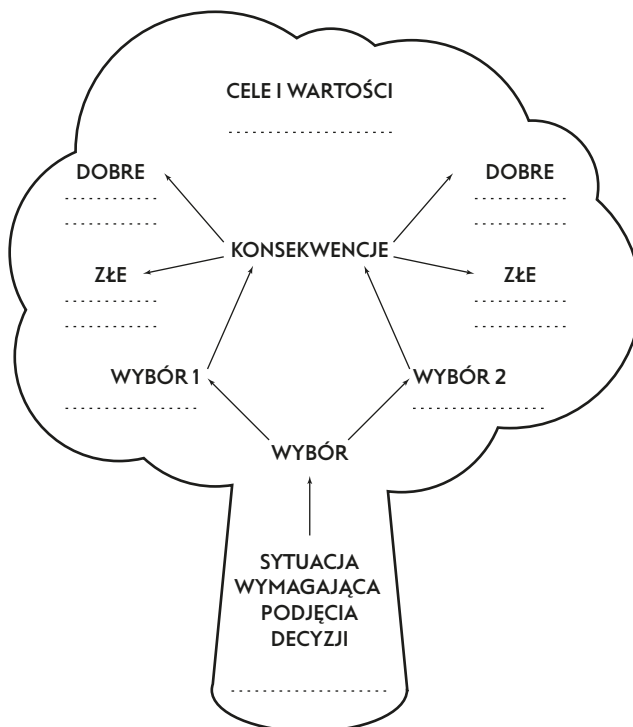 CELE I WARTOŚCI
DOBRE
DOBRE
KONSEKWENCJE
ZŁE
ZŁE
WYBÓR 1
WYBÓR 2
WYBÓR
SYTUACJA
WYMAGAJĄCA
PODJĘCIA
DECYZJI